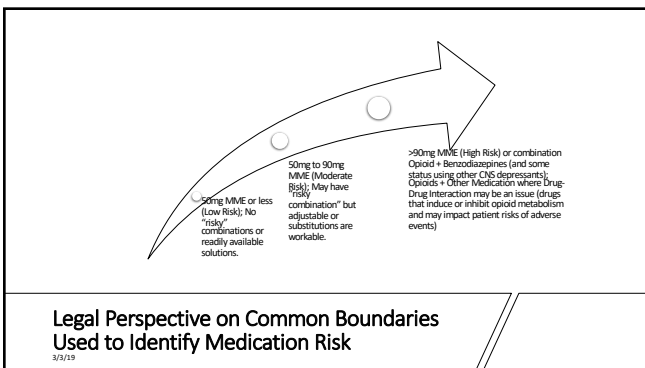 50mg MME or less
(Low Risk); No
“risky”
combinations or
readily available
solutions.
50mg to 90mg
MME (Moderate
Risk); May have
“risky
combination” but
adjustable or
substitutions are
workable.
>90mg MME (High Risk) or combination
Opioid + Benzodiazepines (and some
status using other CNS depressants);
Opioids + Other Medication where Drug-
Drug Interaction may be an issue (drugs
that induce or inhibit opioid metabolism
and may impact patient risks of adverse
events)
Legal Perspective on Common Boundaries
Used to Identify Medication Risk
3/3/19